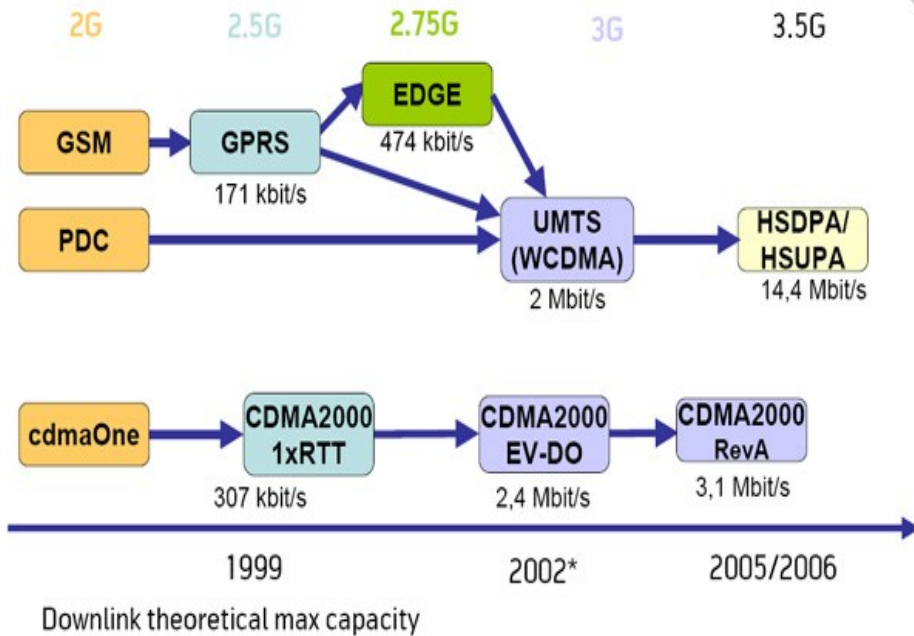 2G
2.5G
2.75G
3G
3.5G
GSM
GPRS
171 kbit/s
EDGE
474 kbit/s
PDC
UMTS
(WCDMA)
2 Mbit/s
HSDPA/
HSUPA
14,4 Mbit/s
cdmaOne
CDMA2000
1xRTT
307 kbit/s
CDMA2000
EV-DO
2,4 Mbit/s
CDMA2000
RevA
3,1 Mbit/s
1999
2002*
2005/2006
Downlink theoretical max capacity